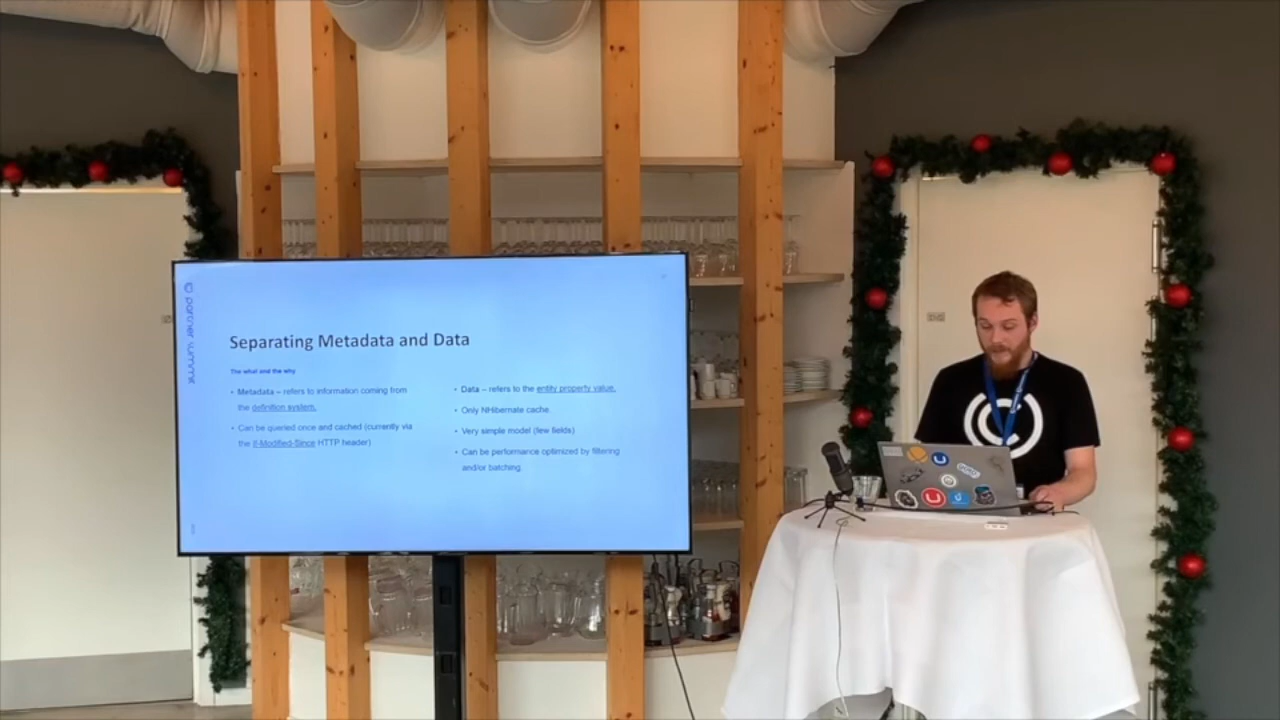 partner summit
Separating Metadata and Data
The what and the why
• Metadata – refers to information coming from
the definition system.
• Can be queried once and cached (currently via
the If-Modified-Since HTTP header)
• Data – refers to the entity property value.
• Only NHibernate cache.
• Very simple model (few fields)
• Can be performance optimized by filtering
and/or batching.